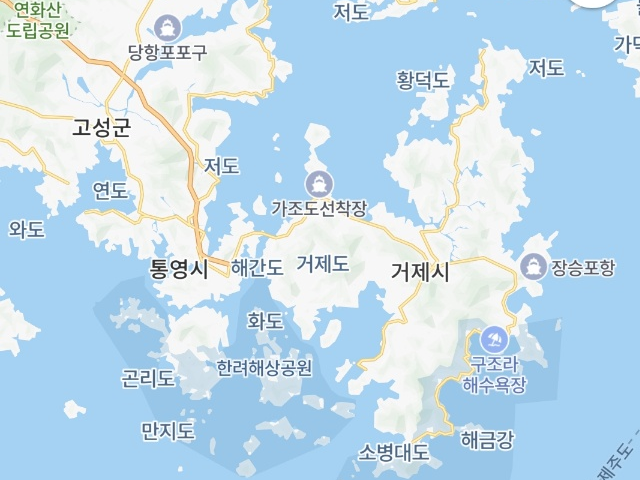 연화산
도립공원
저도
당항포포구
가덕
황덕도
저도
고성군
저도
연도
가조도선착장
와도
통영시
해간도
거제도
거제시
장승포항
화도
한려해상공원
구조라
해수욕장
곤리도
만지도
소병대도
해금강
제주도-